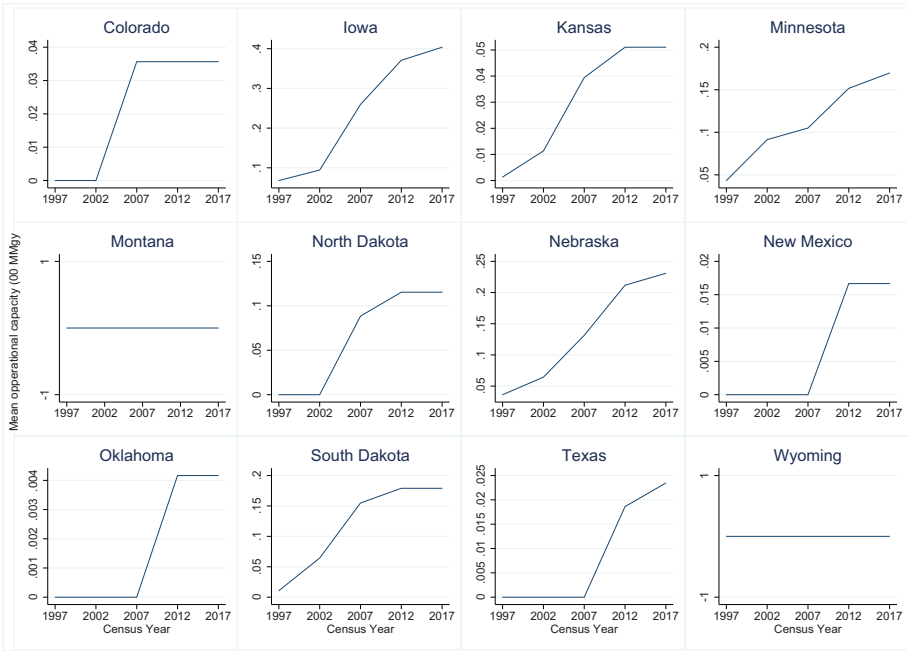 Mean opperational capacity (00 MMgy
Colorado
.04
.03
.02
.01
0
1997 2002 2007 2012 2017
Iowa
.4
.3
.2
.1
1997 2002 2007 2012 2017
Kansas
.05
.04
.03
.02
.01
0
1997 2002 2007 2012 2017
Minnesota
.2
.15
.1
.05
1997 2002 2007 2012 2017
Montana
1
-1
1997 2002 2007 2012 2017
North Dakota
.15
.1
.05
0
1997 2002 2007 2012 2017
Nebraska
.25
.2
.15
.1
.05
1997 2002 2007 2012 2017
New Mexico
.02
.015
.01
.005
0
1997 2002 2007 2012 2017
Oklahoma
.004
.003
.002
.001
0
1997 2002 2007 2012 2017
Census Year
South Dakota
.2
.15
.1
.05
0
1997 2002 2007 2012 2017
Census Year
Texas
.025
.02
.015
.01
.005
0
1997 2002 2007 2012 2017
Census Year
Wyoming
1
-1
1997 2002 2007 2012 2017
Census Year